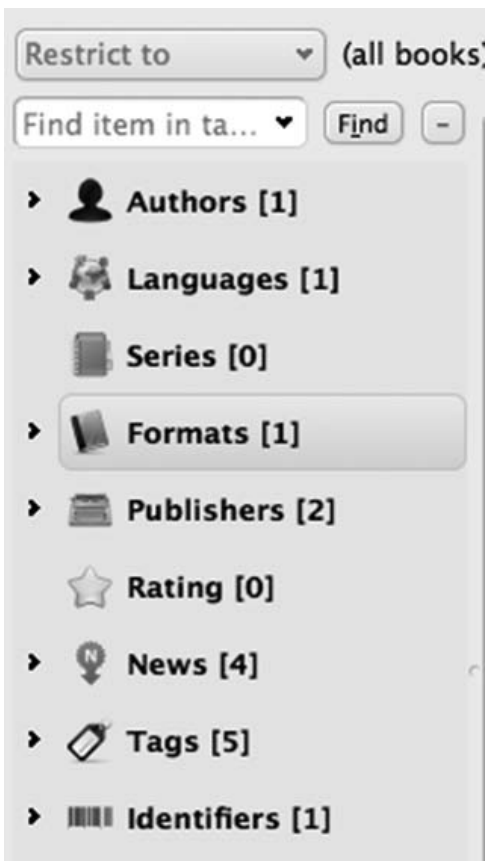 Restrict to (all books)
Find item in ta... Find -
Authors [1]
Languages [1]
Series [0]
Formats [1]
Publishers [2]
Rating [0]
News [4]
Tags [5]
Identifiers [1]